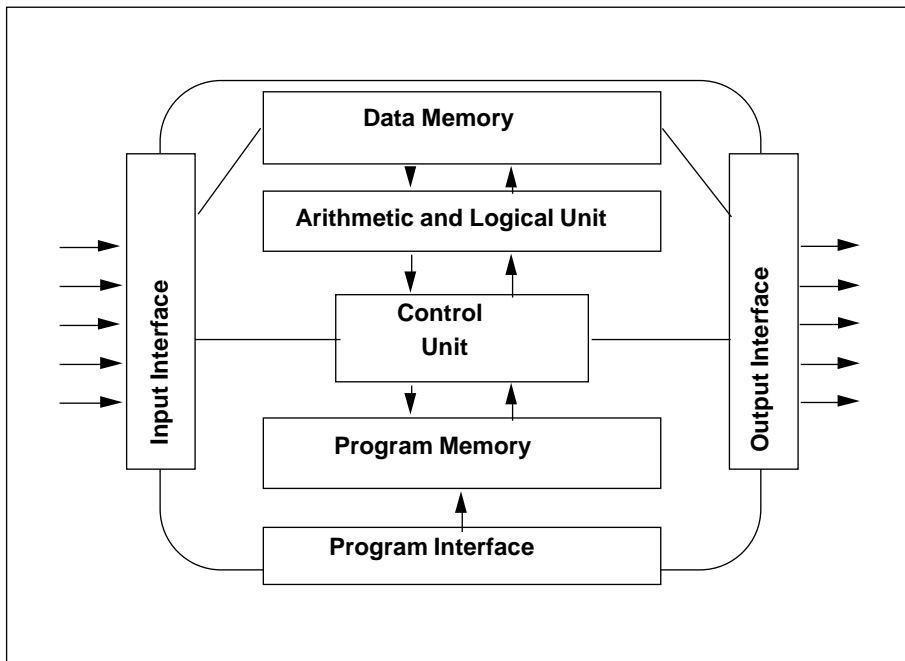 Data Memory
Arithmetic and Logical Unit
Input Interface
Control
Unit
Output Interface
Program Memory
Program Interface